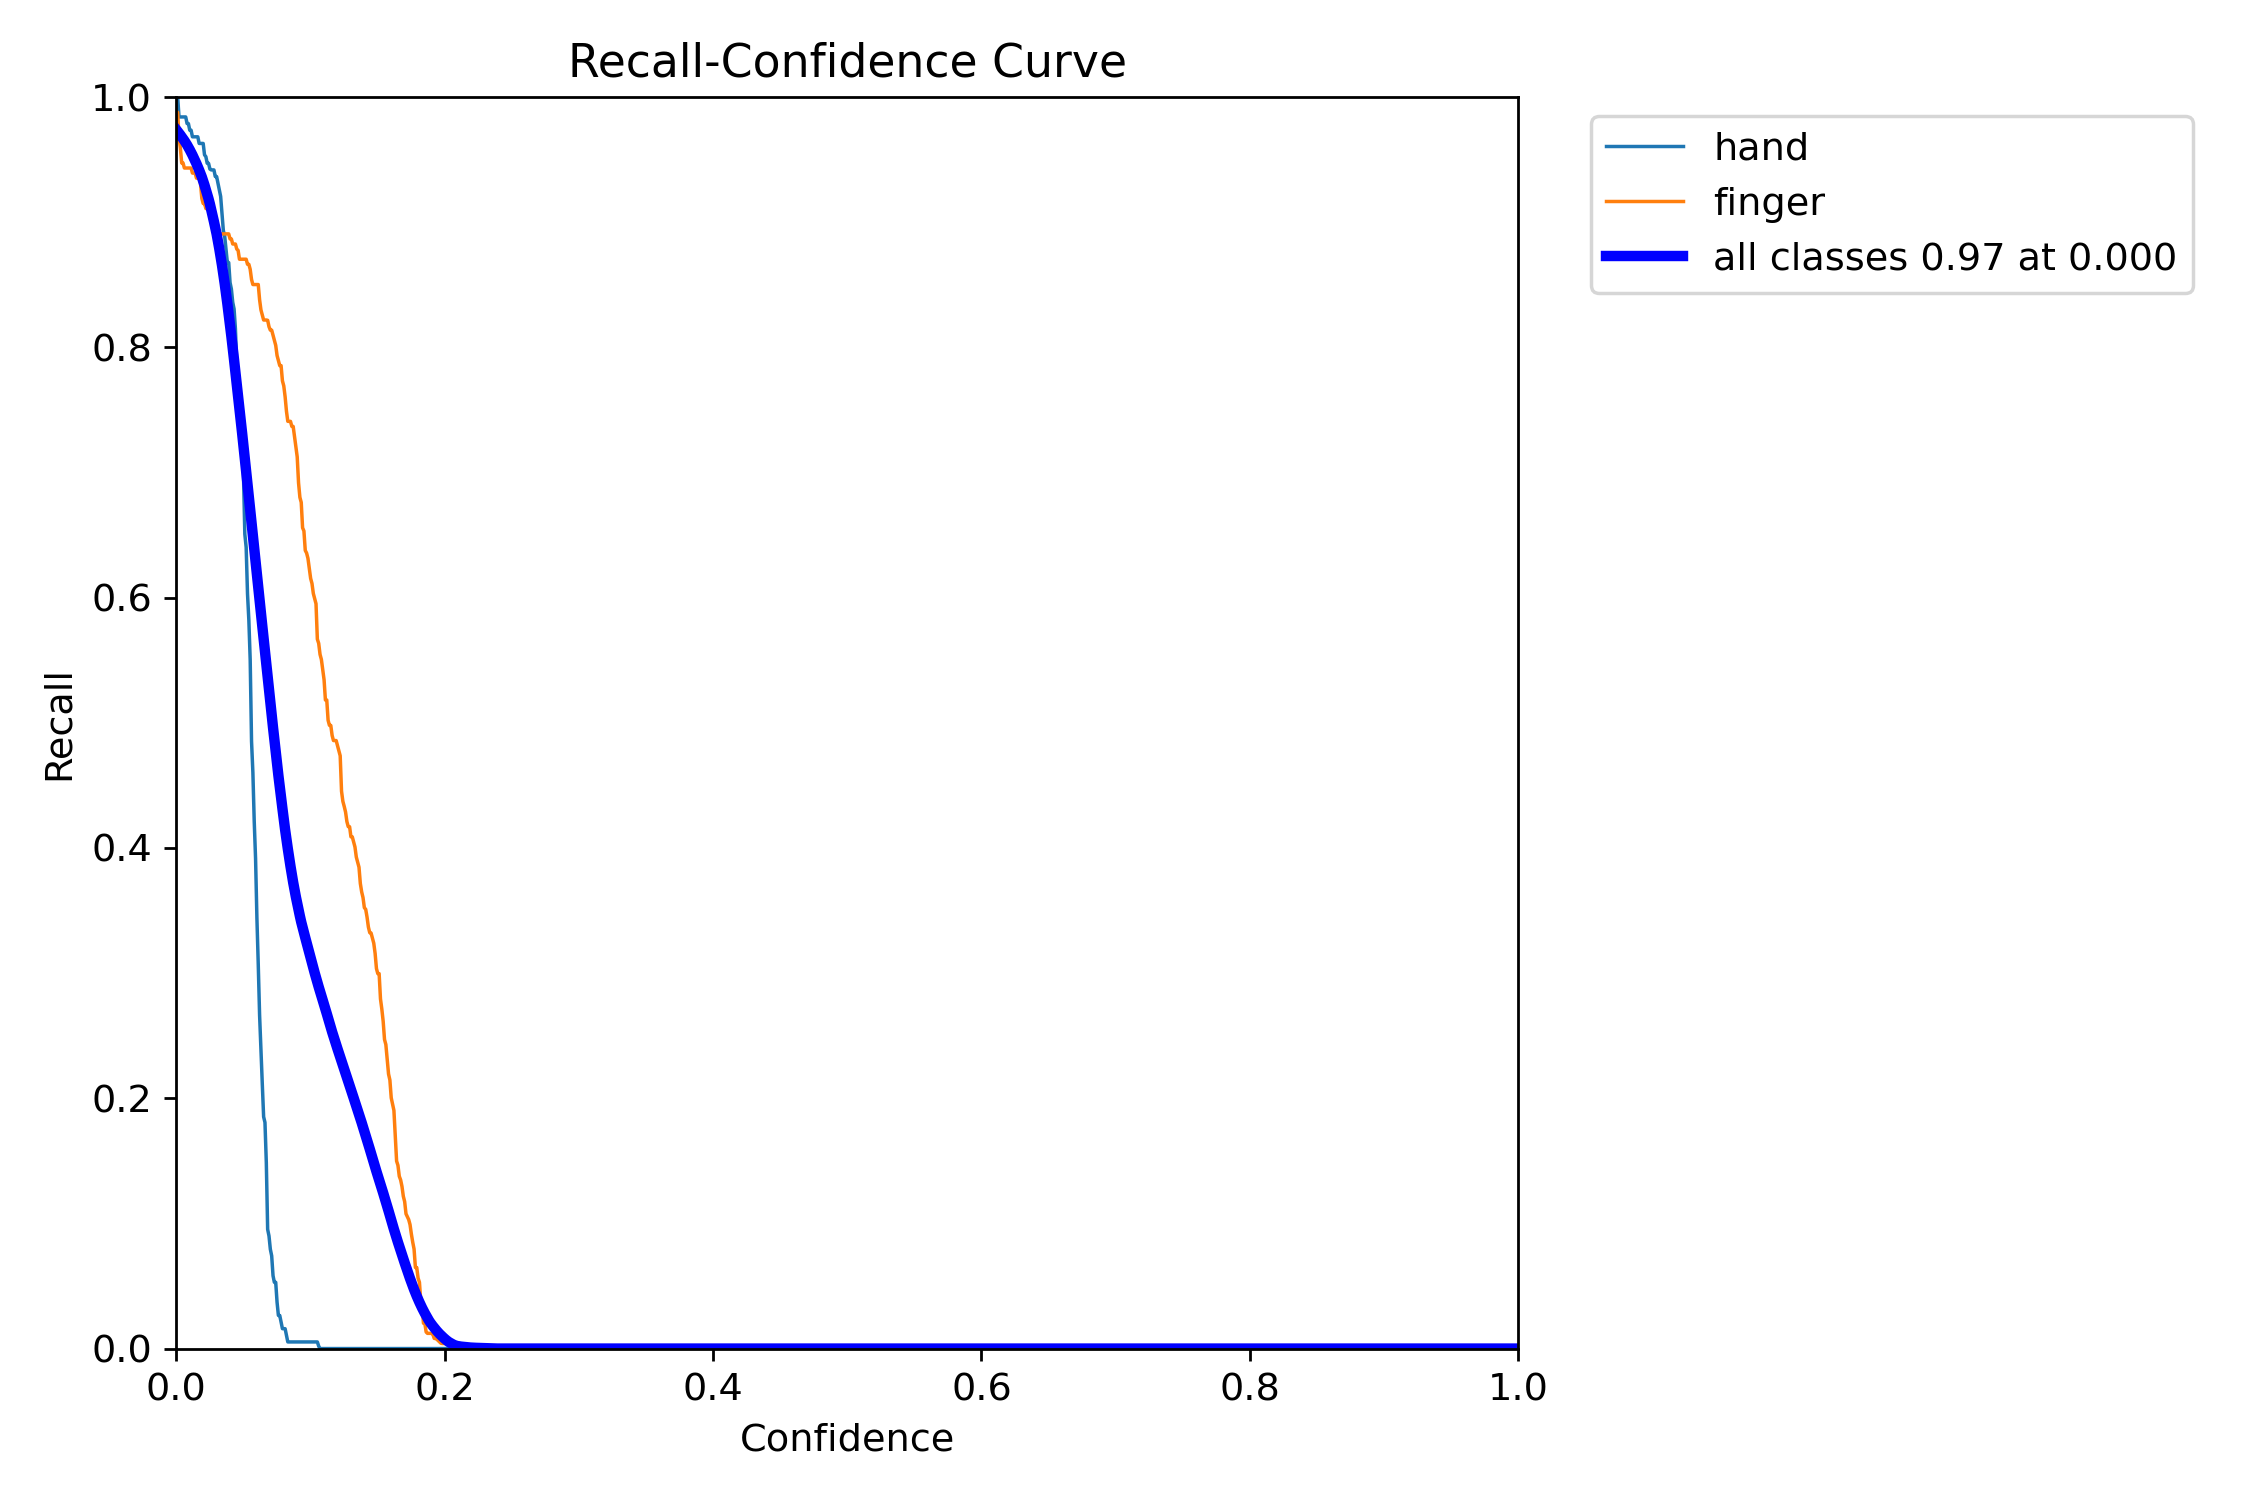 Recall-Confidence Curve
1.0
0.8
0.6
0.4
0.2
0.0
Recall
0.0 0.2 0.4 0.6 0.8 1.0
Confidence
hand
finger
all classes 0.97 at 0.000